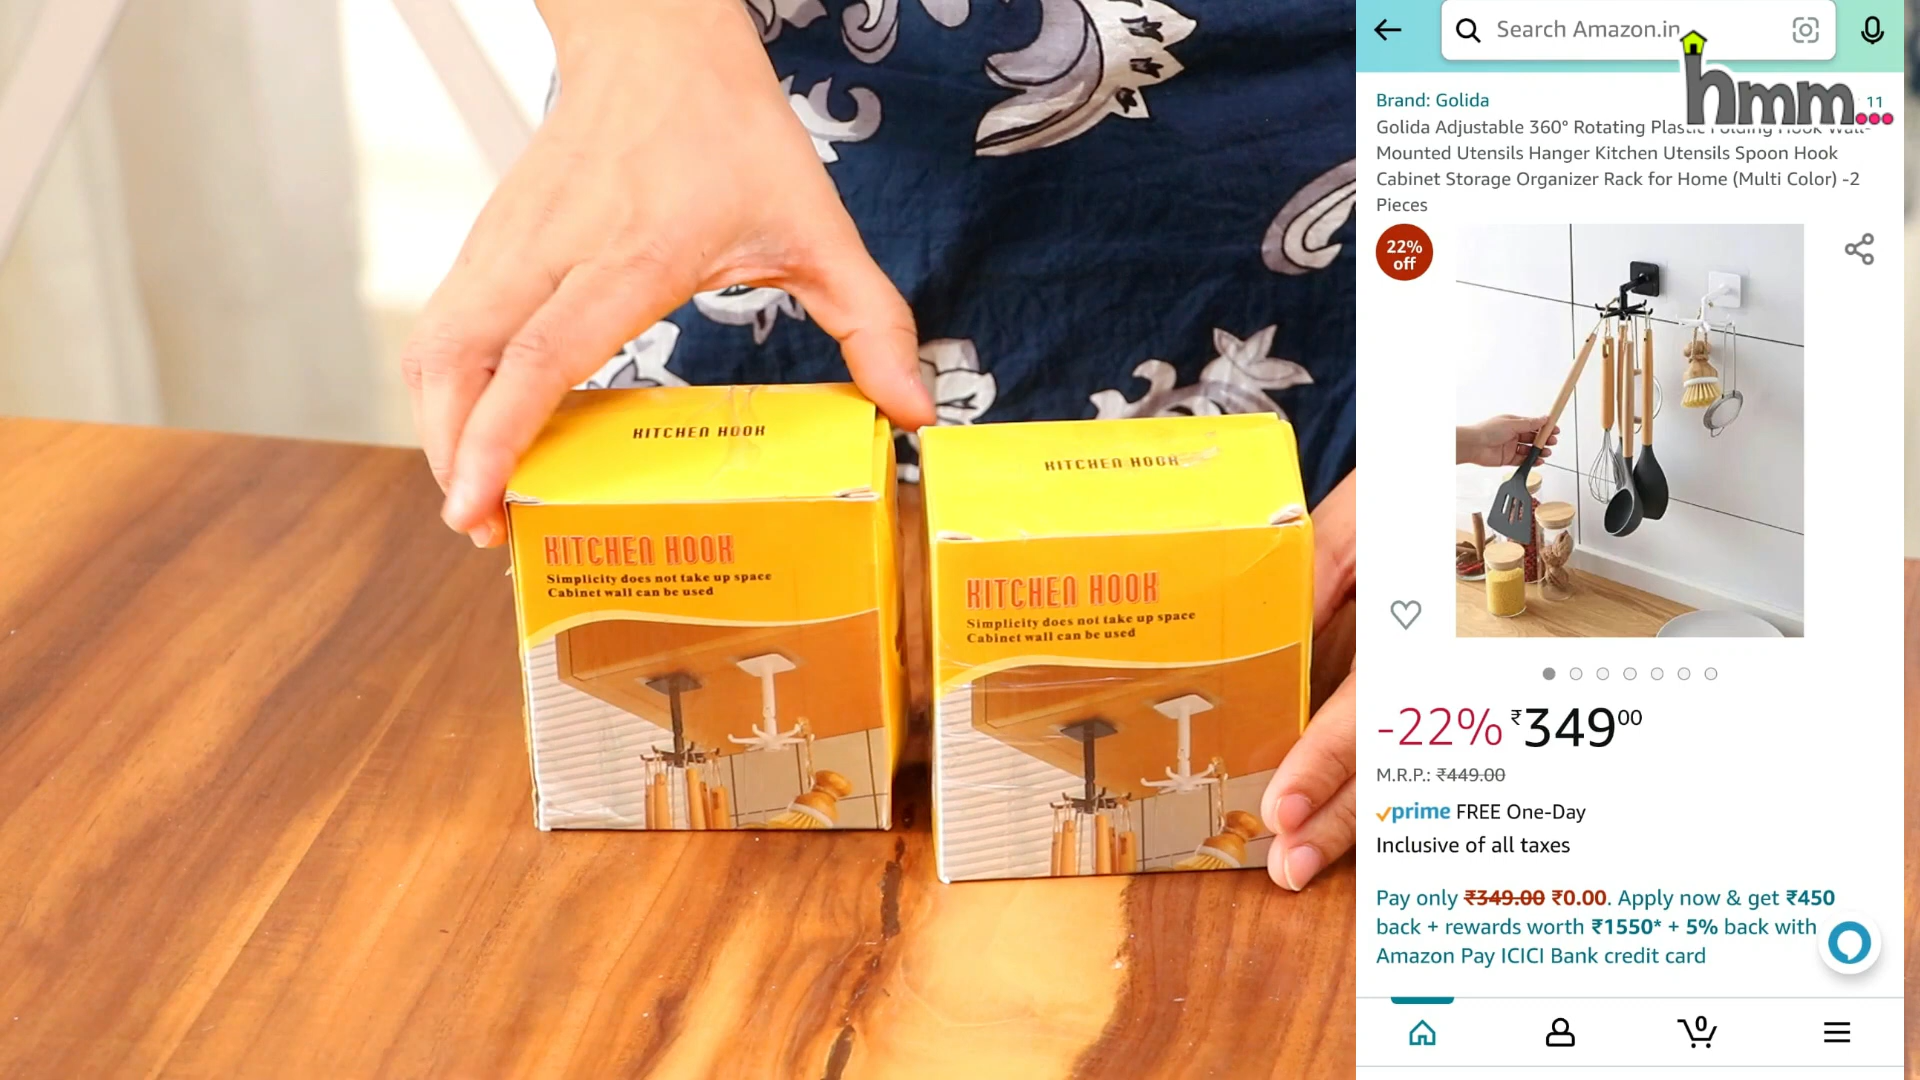 KITCHEN HOOK
KITCHEN HOOK
Simplicity does not take up space
Cabinet wall can be used
KITCHEN HOOK
KITCHEN HOOK
Simplicity does not take up space
Cabinet wall can be used
Search Amazon.in
hmm...
Brand: Golida
11
Golida Adjustable 360° Rotating Plastic Folding Hook Wall-
Mounted Utensils Hanger Kitchen Utensils Spoon Hook
Cabinet Storage Organizer Rack for Home (Multi Color) -2
Pieces
22%
off
-22% ₹34900
M.R.P.: ₹449.00
prime FREE One-Day
Inclusive of all taxes
Pay only ₹349.00 ₹0.00. Apply now & get ₹450
back + rewards worth ₹1550* + 5% back with
Amazon Pay ICICI Bank credit card
0